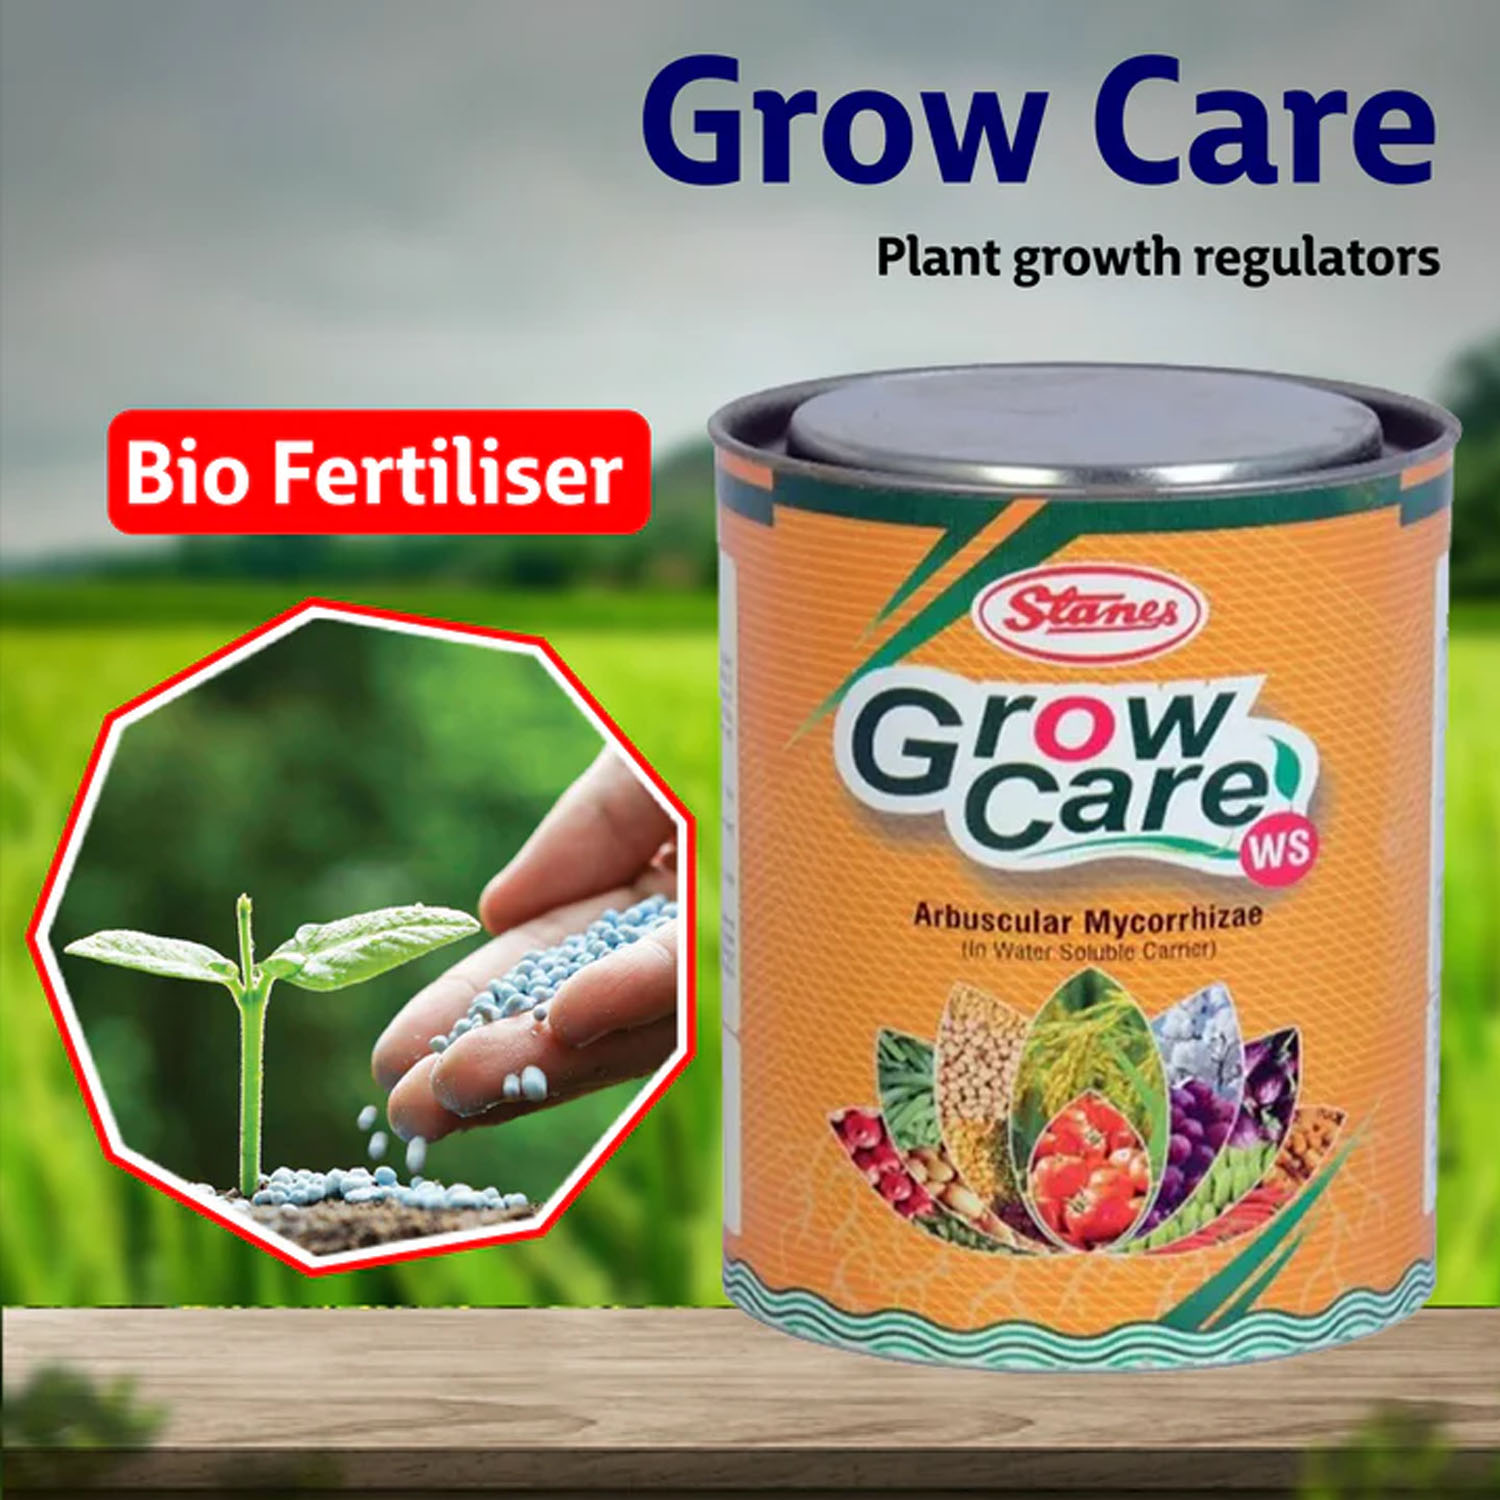 Grow Care
Plant growth regulators
Bio Fertiliser
Stanes
Grow
Care
WS
Arbuscular Mycorrhizae
(In Water Soluble Carrier)